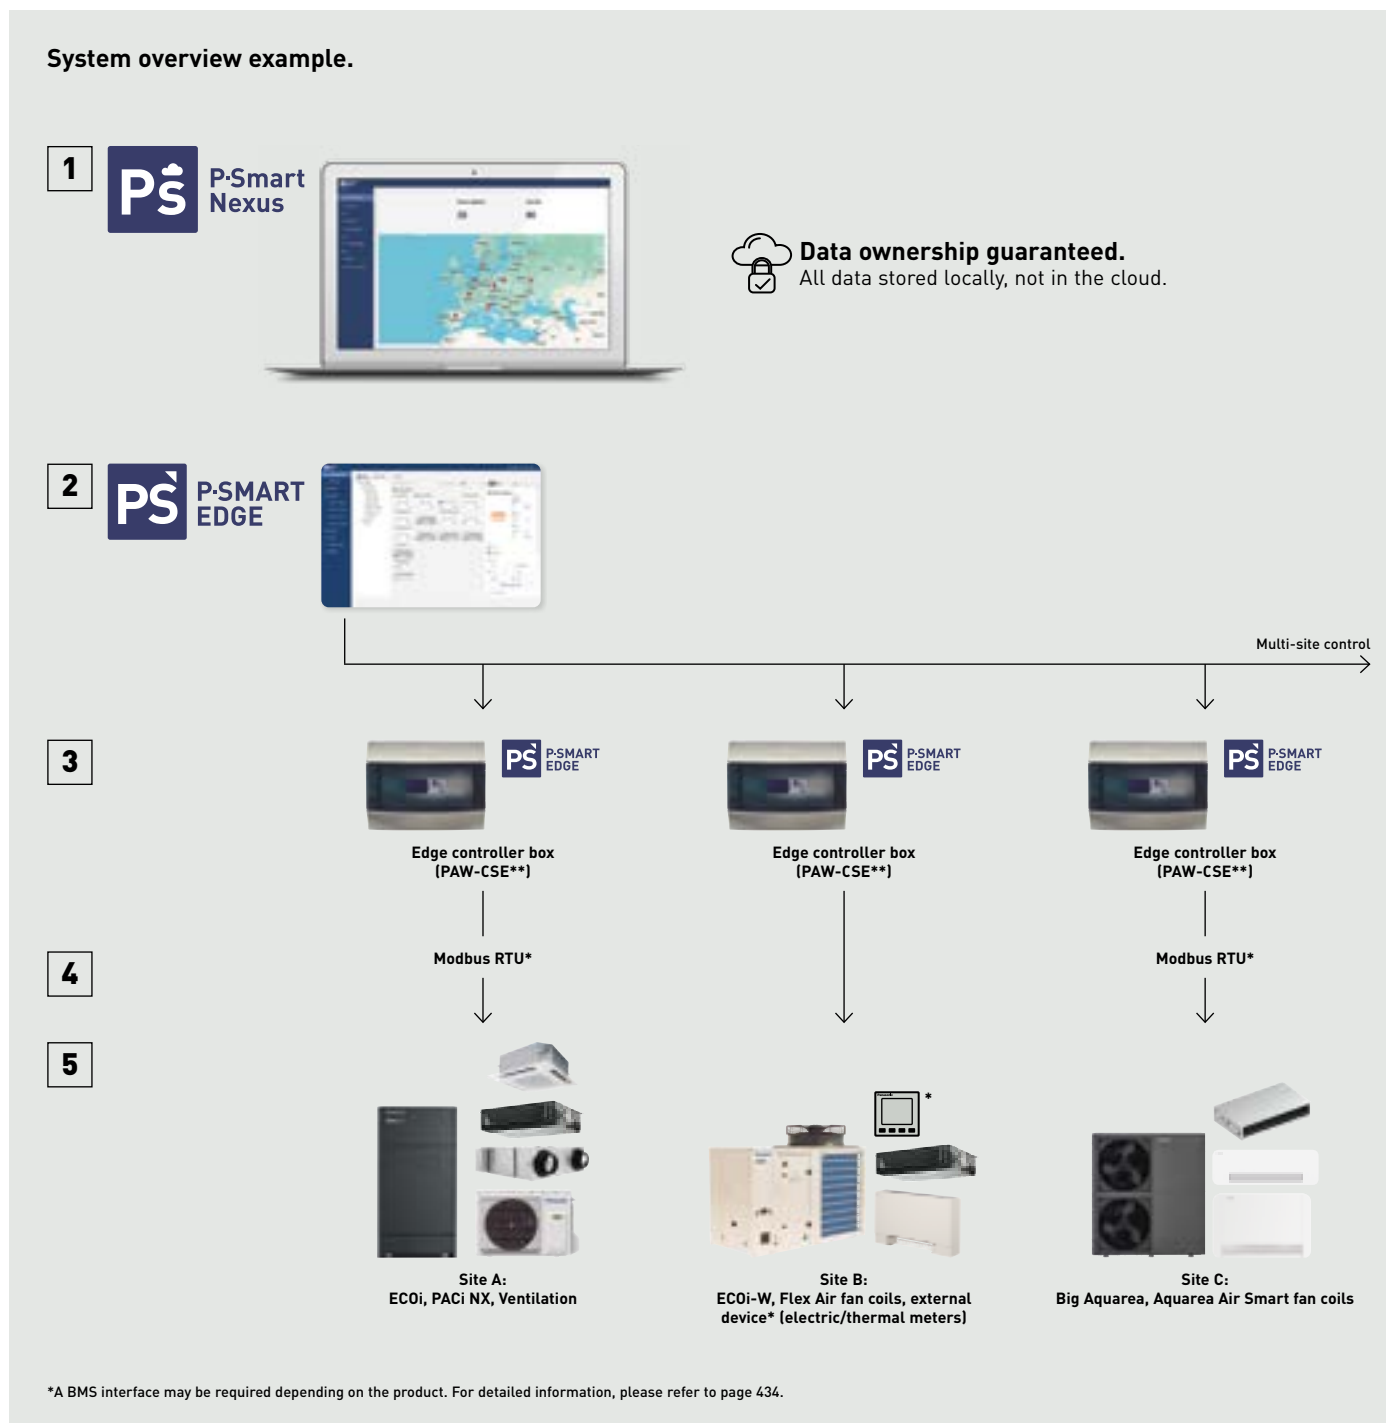 System overview example.
1
PS
P·Smart
Nexus
Data ownership guaranteed.
All data stored locally, not in the cloud.
2
PS
P·SMART
EDGE
Multi-site control
3
PS
P·SMART
EDGE
PS
P·SMART
EDGE
PS
P·SMART
EDGE
Edge controller box
(PAW-CSE**)
Edge controller box
(PAW-CSE**)
Edge controller box
(PAW-CSE**)
4
Modbus RTU*
Modbus RTU*
5
*
Site A:
ECOi, PACi NX, Ventilation
Site B:
ECOi-W, Flex Air fan coils, external
device* (electric/thermal meters)
Site C:
Big Aquarea, Aquarea Air Smart fan coils
*A BMS interface may be required depending on the product. For detailed information, please refer to page 434.